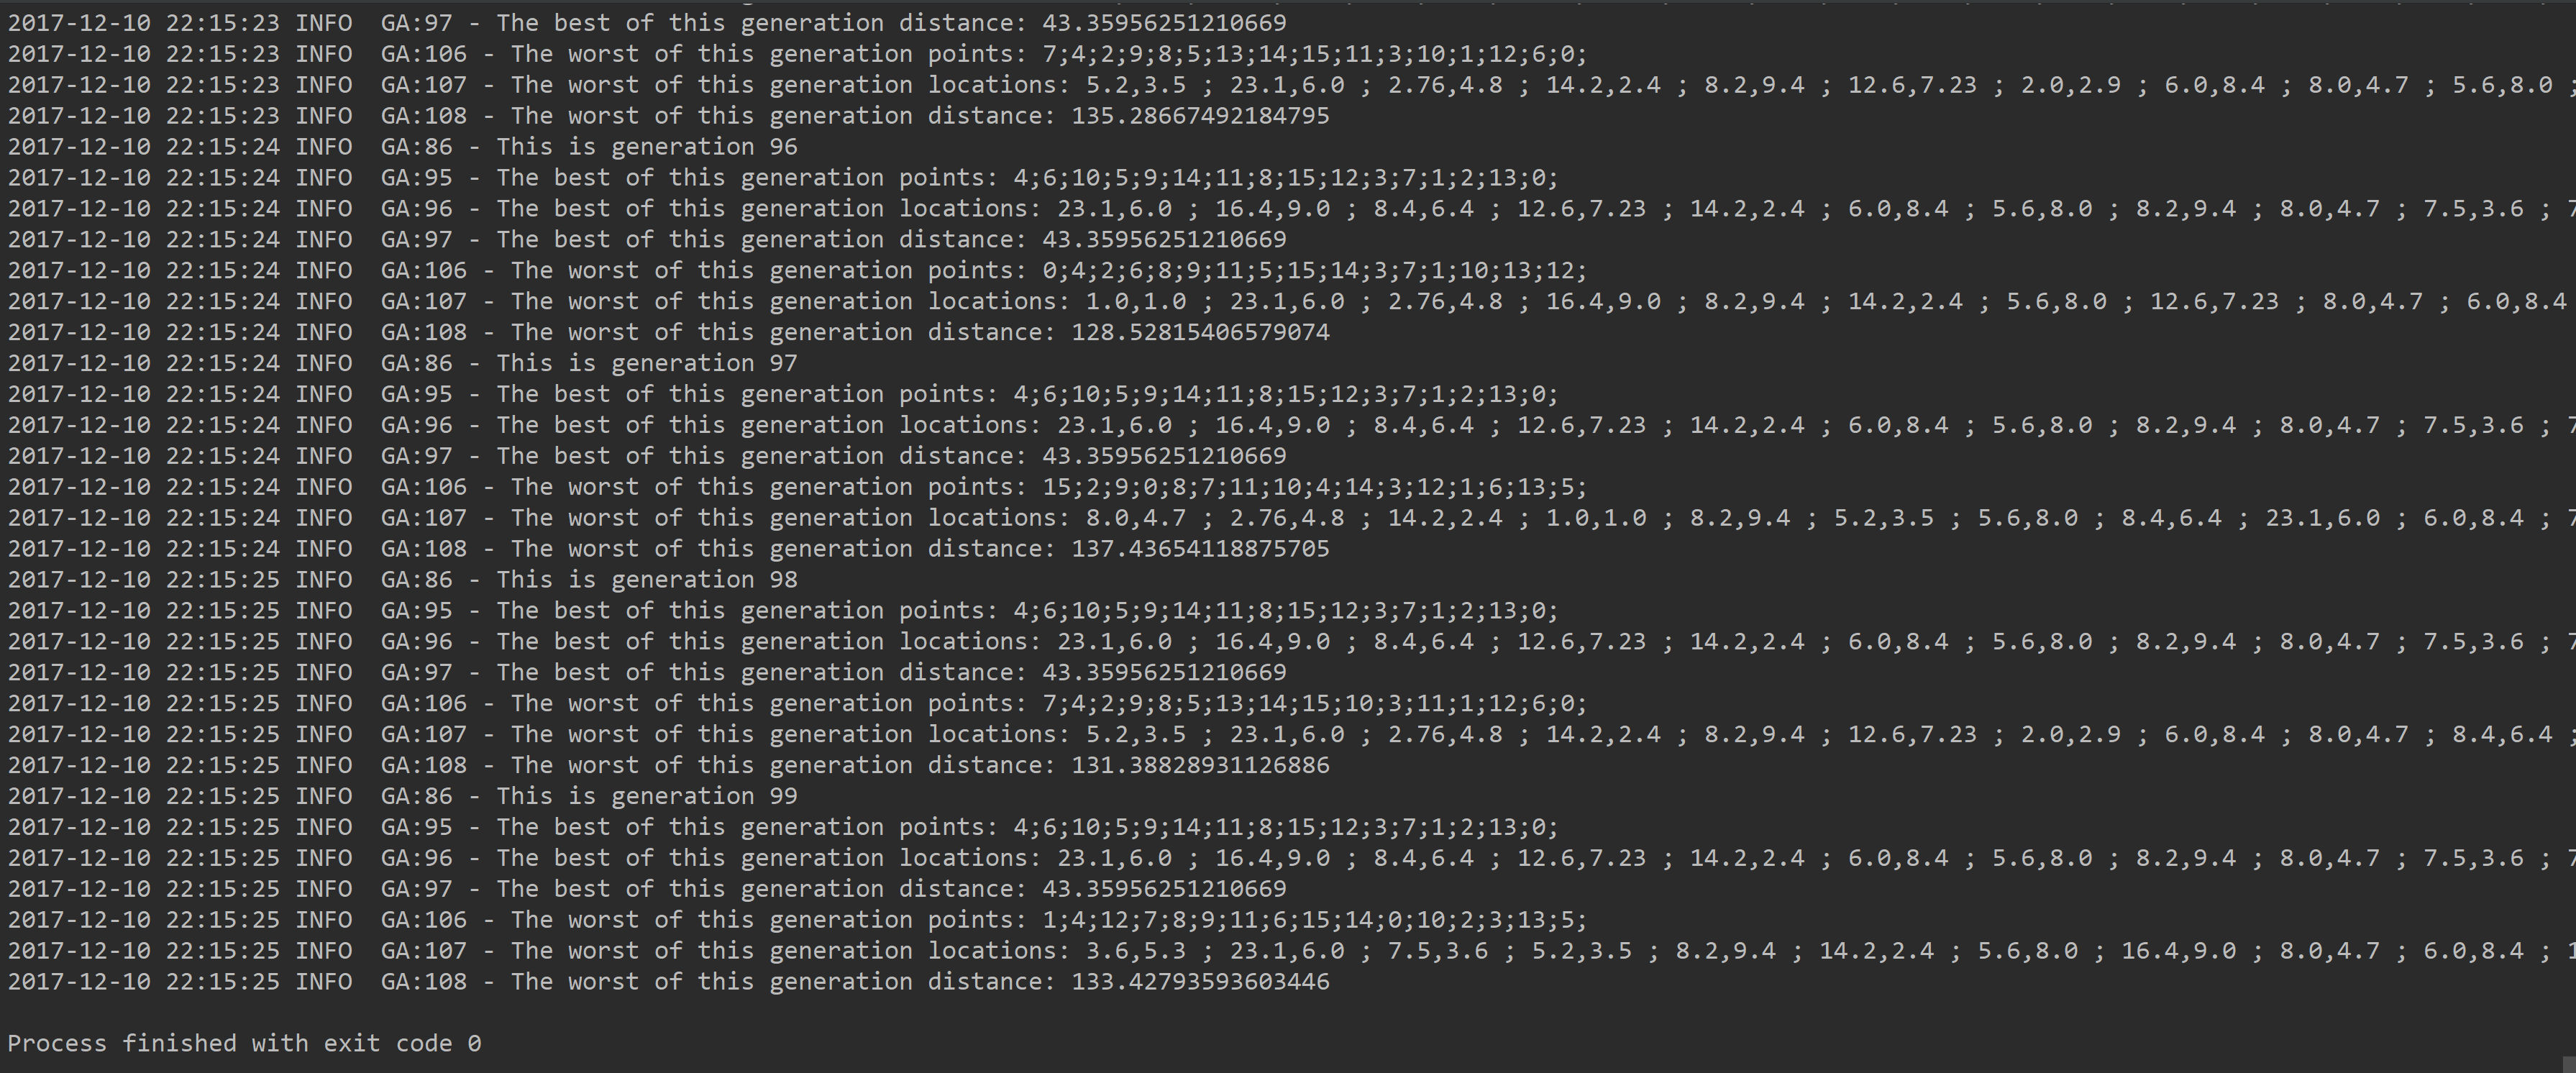 2017-12-10 22:15:23 INFO  GA:97 - The best of this generation distance: 43.35956251210669
2017-12-10 22:15:23 INFO  GA:106 - The worst of this generation points: 7;4;2;9;8;5;13;14;15;11;3;10;1;12;6;0;
2017-12-10 22:15:23 INFO  GA:107 - The worst of this generation locations: 5.2,3.5 ; 23.1,6.0 ; 2.76,4.8 ; 14.2,2.4 ; 8.2,9.4 ; 12.6,7.23 ; 2.0,2.9 ; 6.0,8.4 ; 8.0,4.7 ; 5.6,8.0 ;
2017-12-10 22:15:23 INFO  GA:108 - The worst of this generation distance: 135.28667492184795
2017-12-10 22:15:24 INFO  GA:86 - This is generation 96
2017-12-10 22:15:24 INFO  GA:95 - The best of this generation points: 4;6;10;5;9;14;11;8;15;12;3;7;1;2;13;0;
2017-12-10 22:15:24 INFO  GA:96 - The best of this generation locations: 23.1,6.0 ; 16.4,9.0 ; 8.4,6.4 ; 12.6,7.23 ; 14.2,2.4 ; 6.0,8.4 ; 5.6,8.0 ; 8.2,9.4 ; 8.0,4.7 ; 7.5,3.6 ; 7
2017-12-10 22:15:24 INFO  GA:97 - The best of this generation distance: 43.35956251210669
2017-12-10 22:15:24 INFO  GA:106 - The worst of this generation points: 0;4;2;6;8;9;11;5;15;14;3;7;1;10;13;12;
2017-12-10 22:15:24 INFO  GA:107 - The worst of this generation locations: 1.0,1.0 ; 23.1,6.0 ; 2.76,4.8 ; 16.4,9.0 ; 8.2,9.4 ; 14.2,2.4 ; 5.6,8.0 ; 12.6,7.23 ; 8.0,4.7 ; 6.0,8.4
2017-12-10 22:15:24 INFO  GA:108 - The worst of this generation distance: 128.52815406579074
2017-12-10 22:15:24 INFO  GA:86 - This is generation 97
2017-12-10 22:15:24 INFO  GA:95 - The best of this generation points: 4;6;10;5;9;14;11;8;15;12;3;7;1;2;13;0;
2017-12-10 22:15:24 INFO  GA:96 - The best of this generation locations: 23.1,6.0 ; 16.4,9.0 ; 8.4,6.4 ; 12.6,7.23 ; 14.2,2.4 ; 6.0,8.4 ; 5.6,8.0 ; 8.2,9.4 ; 8.0,4.7 ; 7.5,3.6 ; 7
2017-12-10 22:15:24 INFO  GA:97 - The best of this generation distance: 43.35956251210669
2017-12-10 22:15:24 INFO  GA:106 - The worst of this generation points: 15;2;9;0;8;7;11;10;4;14;3;12;1;6;13;5;
2017-12-10 22:15:24 INFO  GA:107 - The worst of this generation locations: 8.0,4.7 ; 2.76,4.8 ; 14.2,2.4 ; 1.0,1.0 ; 8.2,9.4 ; 5.2,3.5 ; 5.6,8.0 ; 8.4,6.4 ; 23.1,6.0 ; 6.0,8.4 ; 7
2017-12-10 22:15:24 INFO  GA:108 - The worst of this generation distance: 137.43654118875705
2017-12-10 22:15:25 INFO  GA:86 - This is generation 98
2017-12-10 22:15:25 INFO  GA:95 - The best of this generation points: 4;6;10;5;9;14;11;8;15;12;3;7;1;2;13;0;
2017-12-10 22:15:25 INFO  GA:96 - The best of this generation locations: 23.1,6.0 ; 16.4,9.0 ; 8.4,6.4 ; 12.6,7.23 ; 14.2,2.4 ; 6.0,8.4 ; 5.6,8.0 ; 8.2,9.4 ; 8.0,4.7 ; 7.5,3.6 ; 7
2017-12-10 22:15:25 INFO  GA:97 - The best of this generation distance: 43.35956251210669
2017-12-10 22:15:25 INFO  GA:106 - The worst of this generation points: 7;4;2;9;8;5;13;14;15;10;3;11;1;12;6;0;
2017-12-10 22:15:25 INFO  GA:107 - The worst of this generation locations: 5.2,3.5 ; 23.1,6.0 ; 2.76,4.8 ; 14.2,2.4 ; 8.2,9.4 ; 12.6,7.23 ; 2.0,2.9 ; 6.0,8.4 ; 8.0,4.7 ; 8.4,6.4 ;
2017-12-10 22:15:25 INFO  GA:108 - The worst of this generation distance: 131.38828931126886
2017-12-10 22:15:25 INFO  GA:86 - This is generation 99
2017-12-10 22:15:25 INFO  GA:95 - The best of this generation points: 4;6;10;5;9;14;11;8;15;12;3;7;1;2;13;0;
2017-12-10 22:15:25 INFO  GA:96 - The best of this generation locations: 23.1,6.0 ; 16.4,9.0 ; 8.4,6.4 ; 12.6,7.23 ; 14.2,2.4 ; 6.0,8.4 ; 5.6,8.0 ; 8.2,9.4 ; 8.0,4.7 ; 7.5,3.6 ; 7
2017-12-10 22:15:25 INFO  GA:97 - The best of this generation distance: 43.35956251210669
2017-12-10 22:15:25 INFO  GA:106 - The worst of this generation points: 1;4;12;7;8;9;11;6;15;14;0;10;2;3;13;5;
2017-12-10 22:15:25 INFO  GA:107 - The worst of this generation locations: 3.6,5.3 ; 23.1,6.0 ; 7.5,3.6 ; 5.2,3.5 ; 8.2,9.4 ; 14.2,2.4 ; 5.6,8.0 ; 16.4,9.0 ; 8.0,4.7 ; 6.0,8.4 ; 1
2017-12-10 22:15:25 INFO  GA:108 - The worst of this generation distance: 133.42793593603446
Process finished with exit code 0